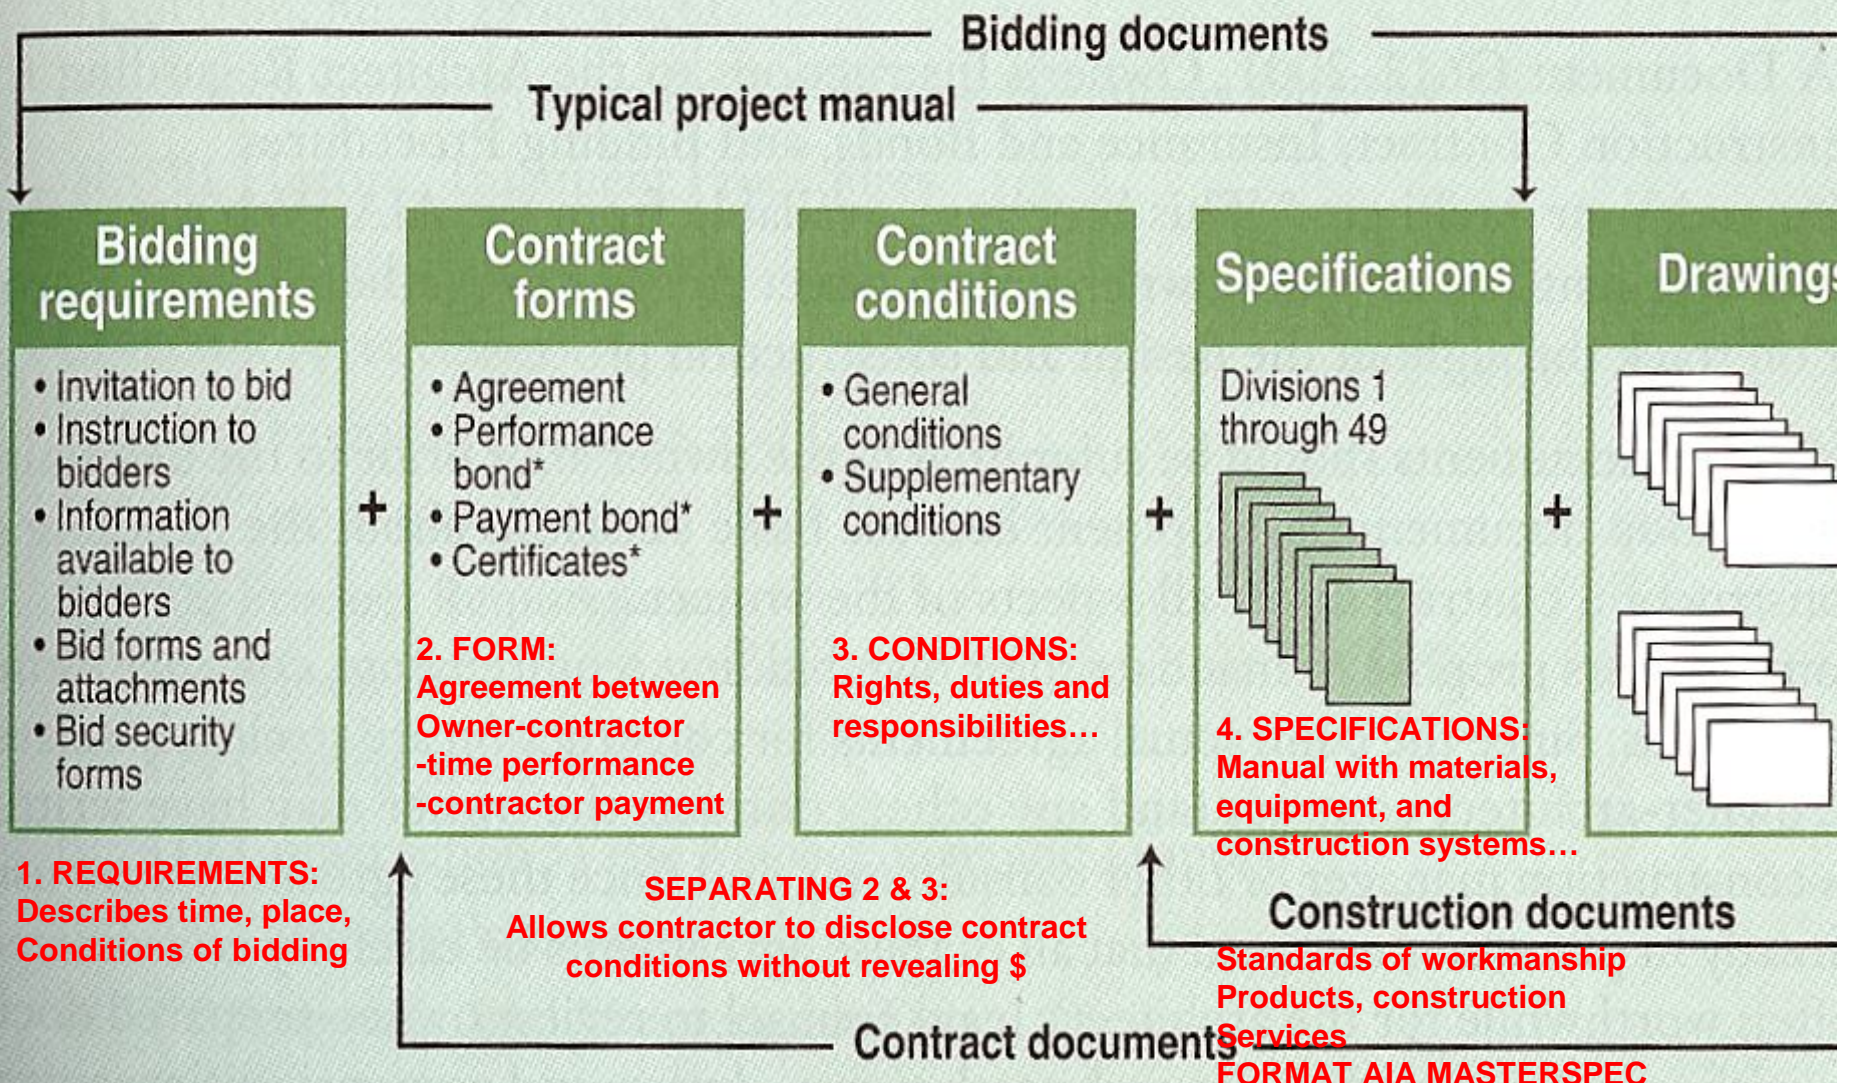 Bidding documents
Typical project manual
Bidding
requirements
• Invitation to bid
• Instruction to
bidders
• Information
available to
bidders
• Bid forms and
attachments
• Bid security
forms
1. REQUIREMENTS:
Describes time, place,
Conditions of bidding
+
Contract
forms
• Agreement
• Performance
bond*
• Payment bond*
• Certificates*
2. FORM:
Agreement between
Owner-contractor
-time performance
-contractor payment
+
Contract
conditions
• General
conditions
• Supplementary
conditions
3. CONDITIONS:
Rights, duties and
responsibilities…
SEPARATING 2 & 3:
Allows contractor to disclose contract
conditions without revealing $
+
Specifications
Divisions 1
through 49
4. SPECIFICATIONS:
Manual with materials,
equipment, and
construction systems…
+
Drawings
Construction documents
Standards of workmanship
Products, construction
Services
FORMAT AIA MASTERSPEC
Contract documents